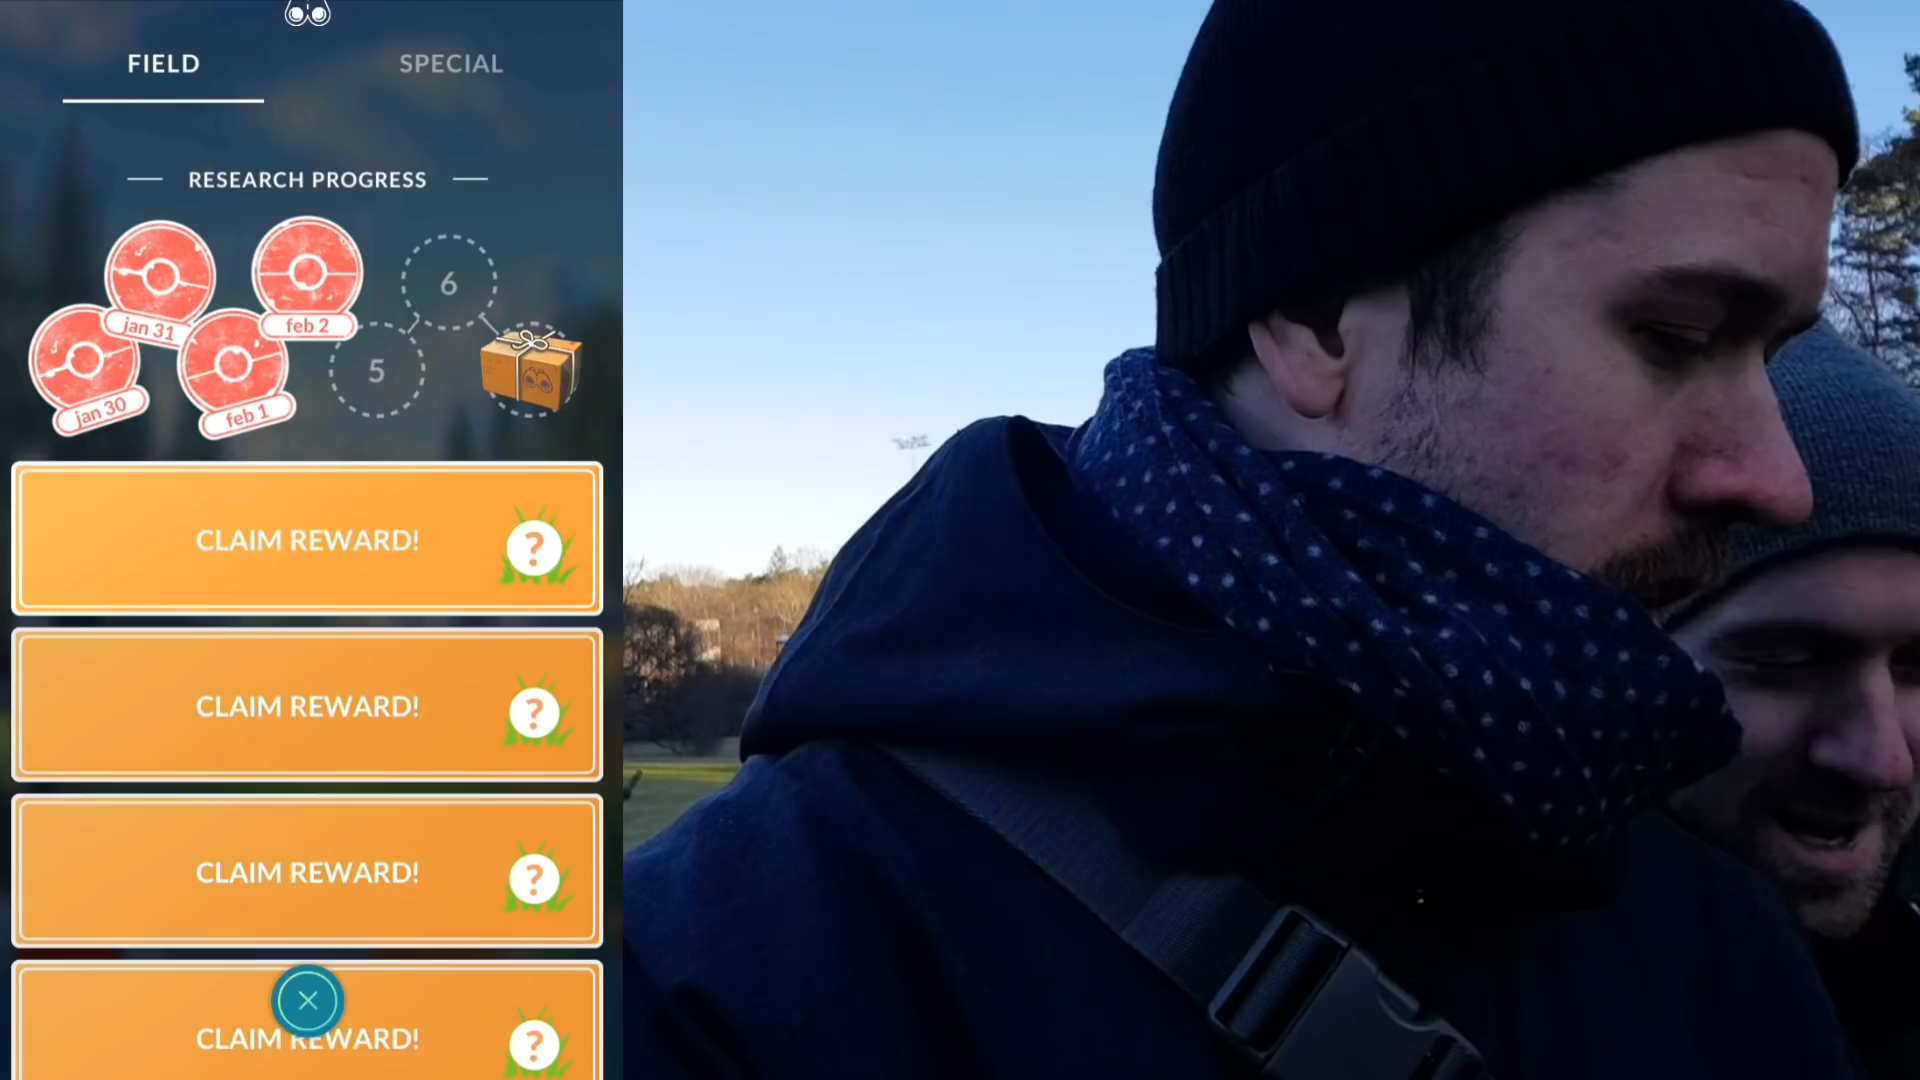 FIELD
SPECIAL
RESEARCH PROGRESS
jan 30
jan 31
feb 1
feb 2
5
6
CLAIM REWARD!
?
CLAIM REWARD!
?
CLAIM REWARD!
?
CLAIM REWARD!
?